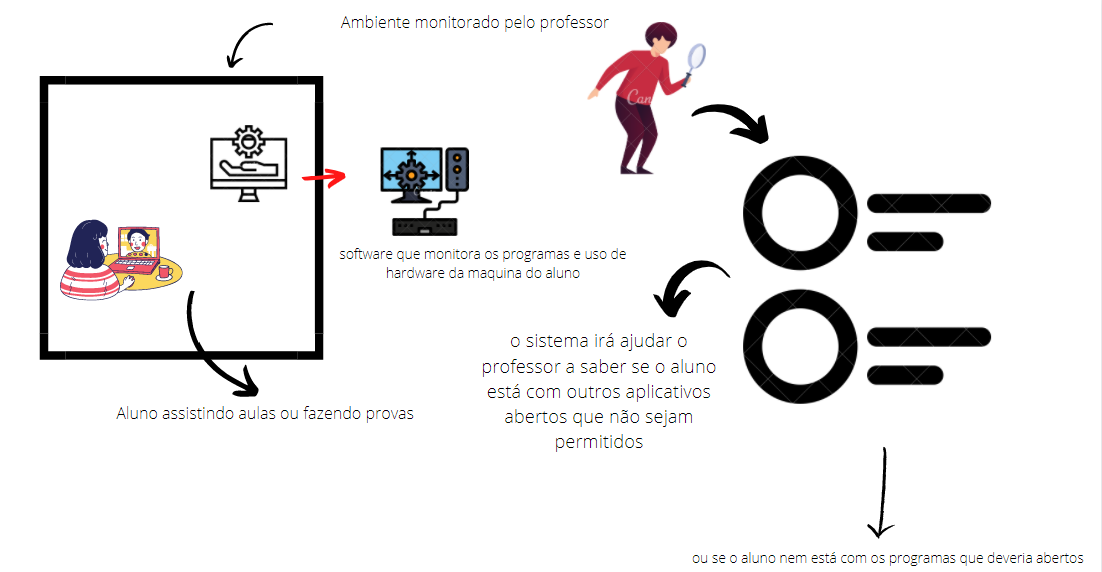 Ambiente monitorado pelo professor
Can
software que monitora os programas e uso de
hardware da maquina do aluno
o sistema irá ajudar o
professor a saber se o aluno
está com outros aplicativos
abertos que não sejam
permitidos
Aluno assistindo aulas ou fazendo provas
ou se o aluno nem está com os programas que deveria abertos